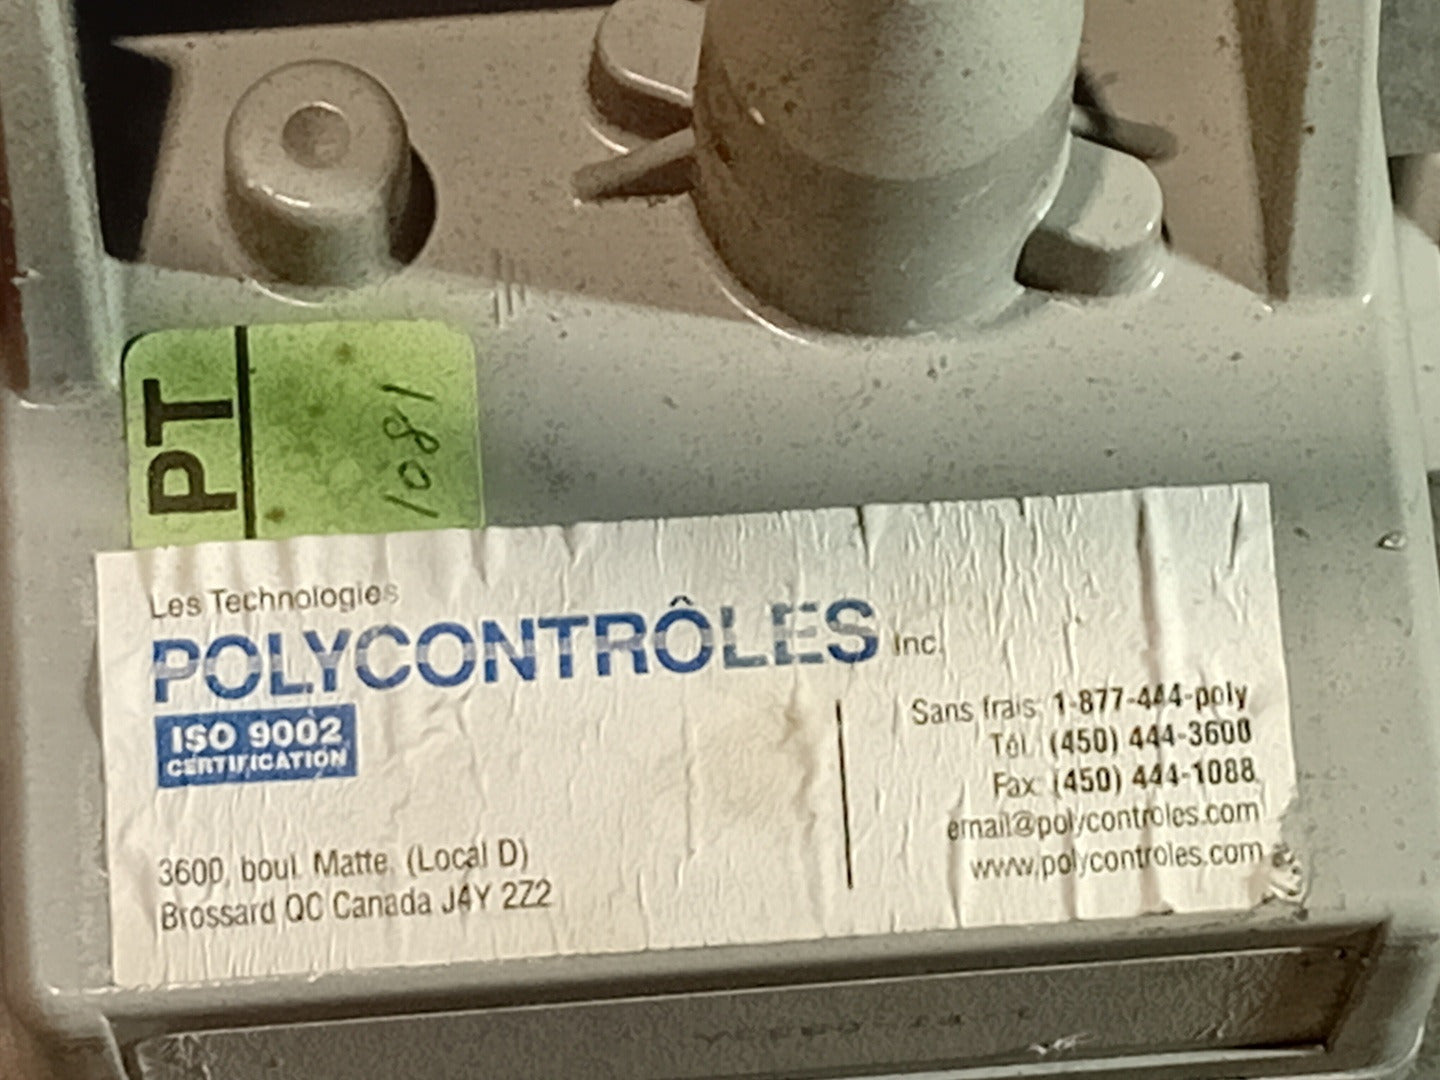 PT
1081
Les Technologies
POLYCONTRÔLES Inc.
ISO 9002
CERTIFICATION
3600, boul. Matte, (Local D)
Brossard QC Canada J4Y 2Z2
Sans frais: 1-877-444-poly
Tél.: (450) 444-3600
Fax: (450) 444-1088
email@polycontroles.com
www.polycontroles.com